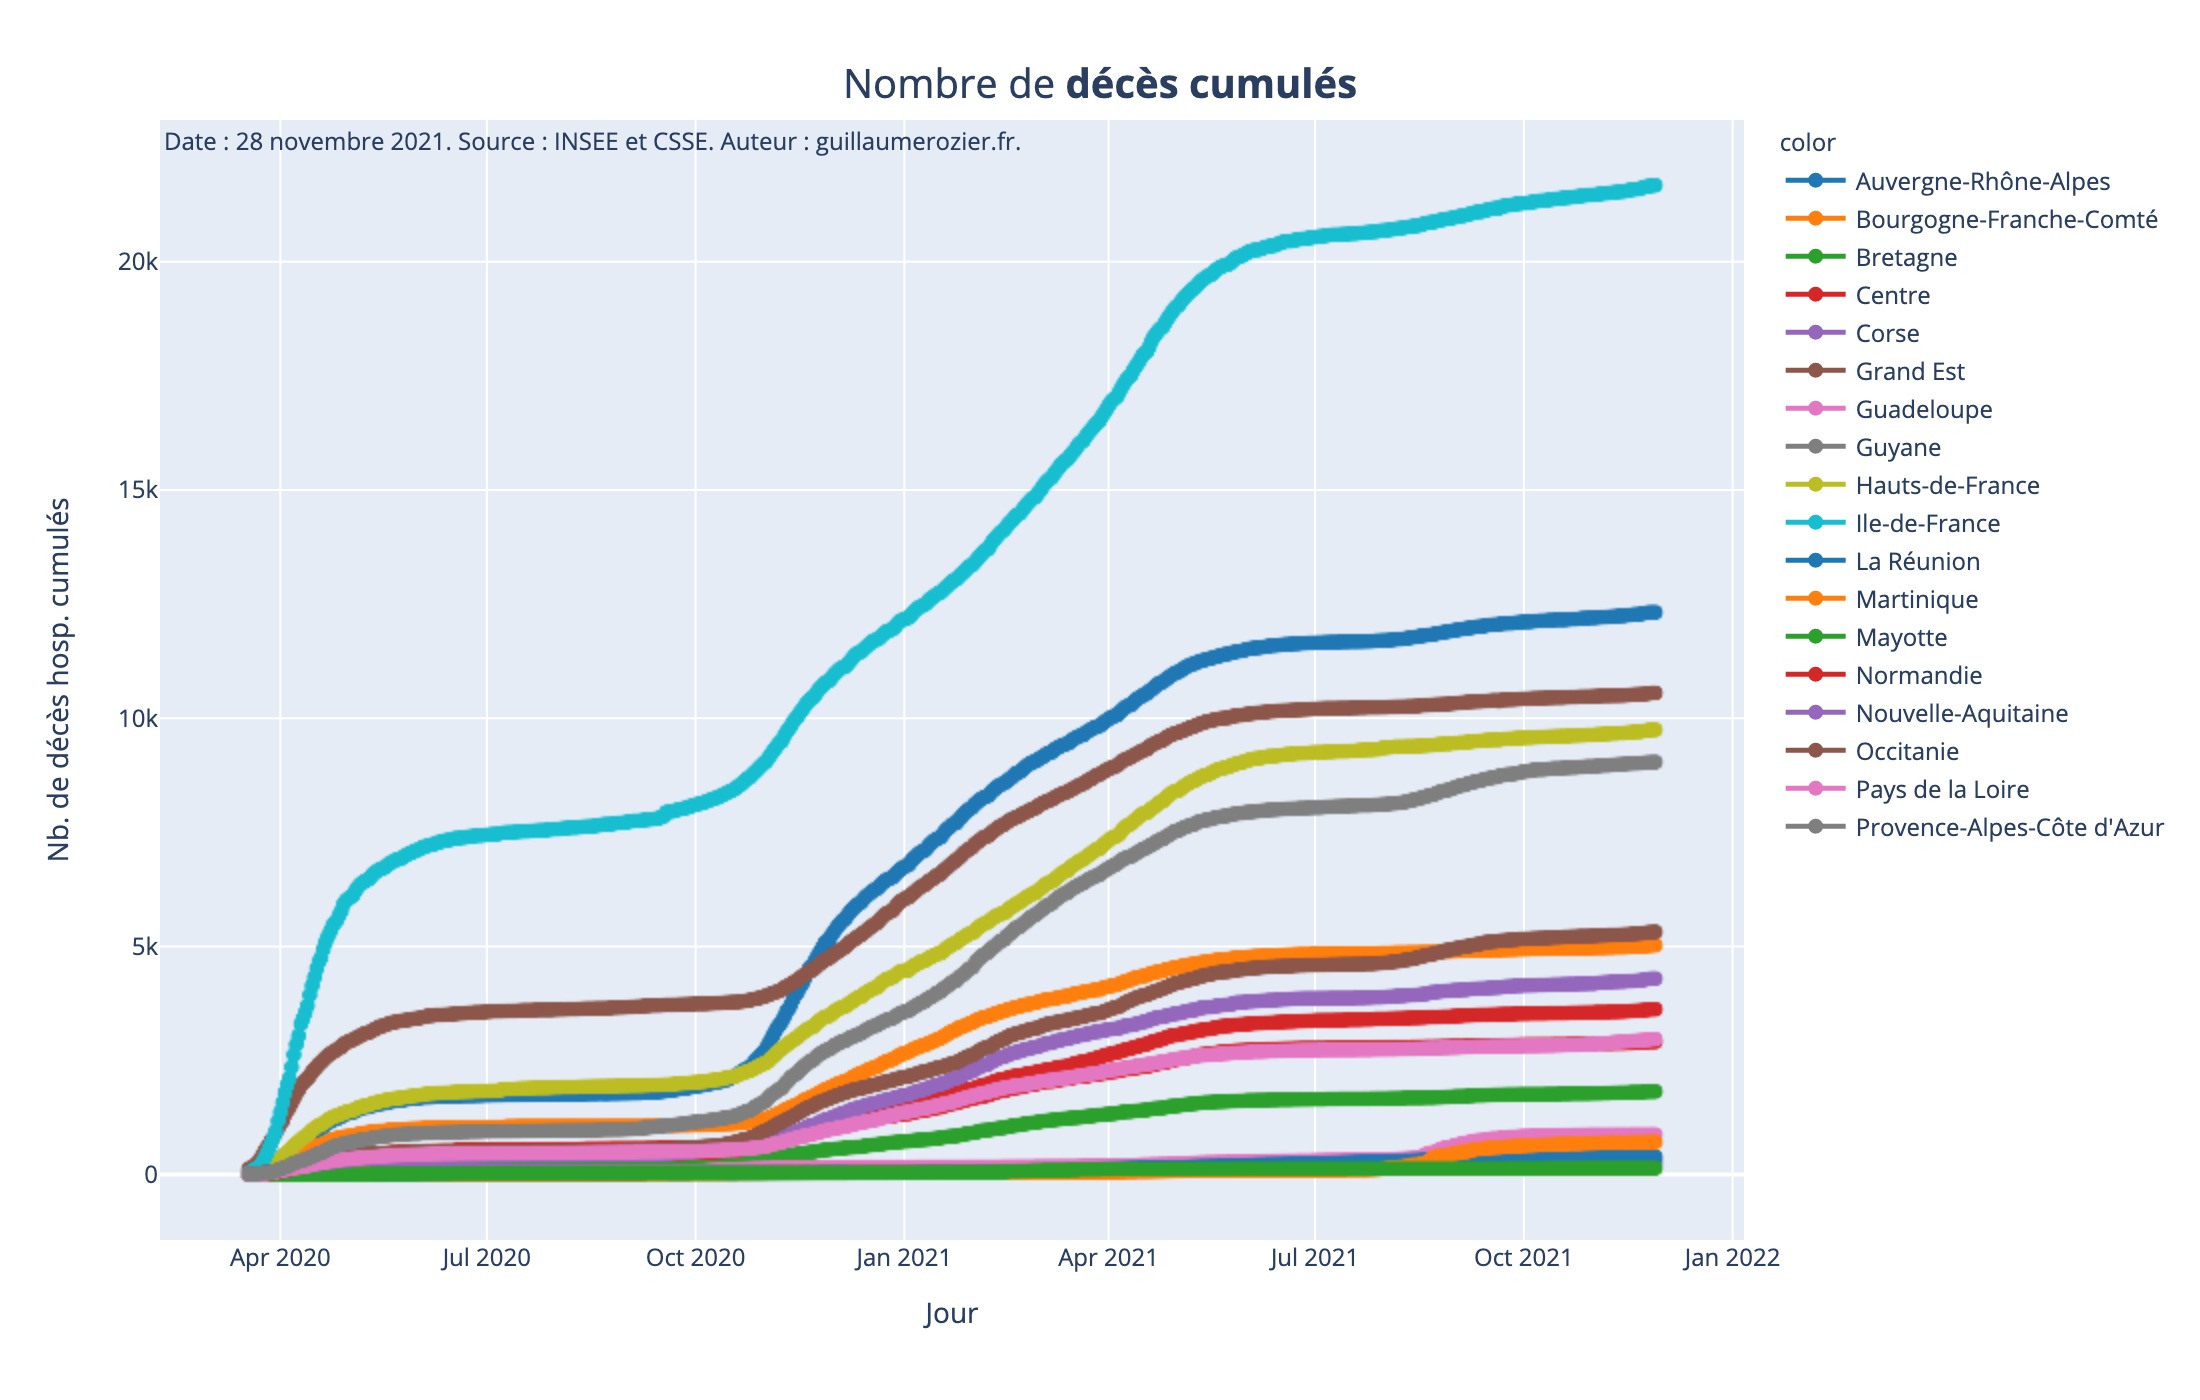 Nombre de décès cumulés
Date : 28 novembre 2021. Source : INSEE et CSSE. Auteur : guillaumerozier.fr.
color
Auvergne-Rhône-Alpes
Bourgogne-Franche-Comté
Bretagne
Centre
Corse
Grand Est
Guadeloupe
Guyane
Hauts-de-France
Ile-de-France
La Réunion
Martinique
Mayotte
Normandie
Nouvelle-Aquitaine
Occitanie
Pays de la Loire
Provence-Alpes-Côte d'Azur
Nb. de décès hosp. cumulés
20k
15k
10k
5k
0
Apr 2020 Jul 2020 Oct 2020 Jan 2021 Apr 2021 Jul 2021 Oct 2021 Jan 2022
Jour